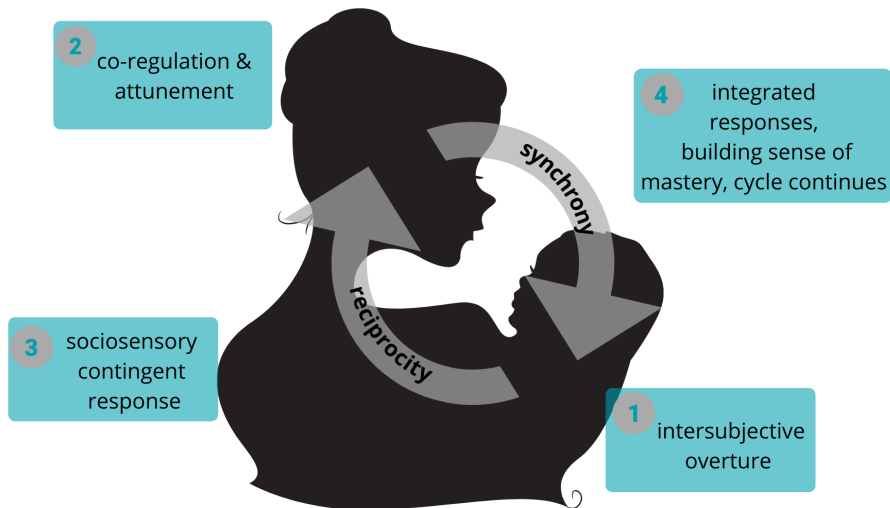 2
co-regulation &
attunement
4
integrated
responses,
building sense of
mastery, cycle continues
synchrony
reciprocity
3
sociosensory
contingent
response
1
intersubjective
overture